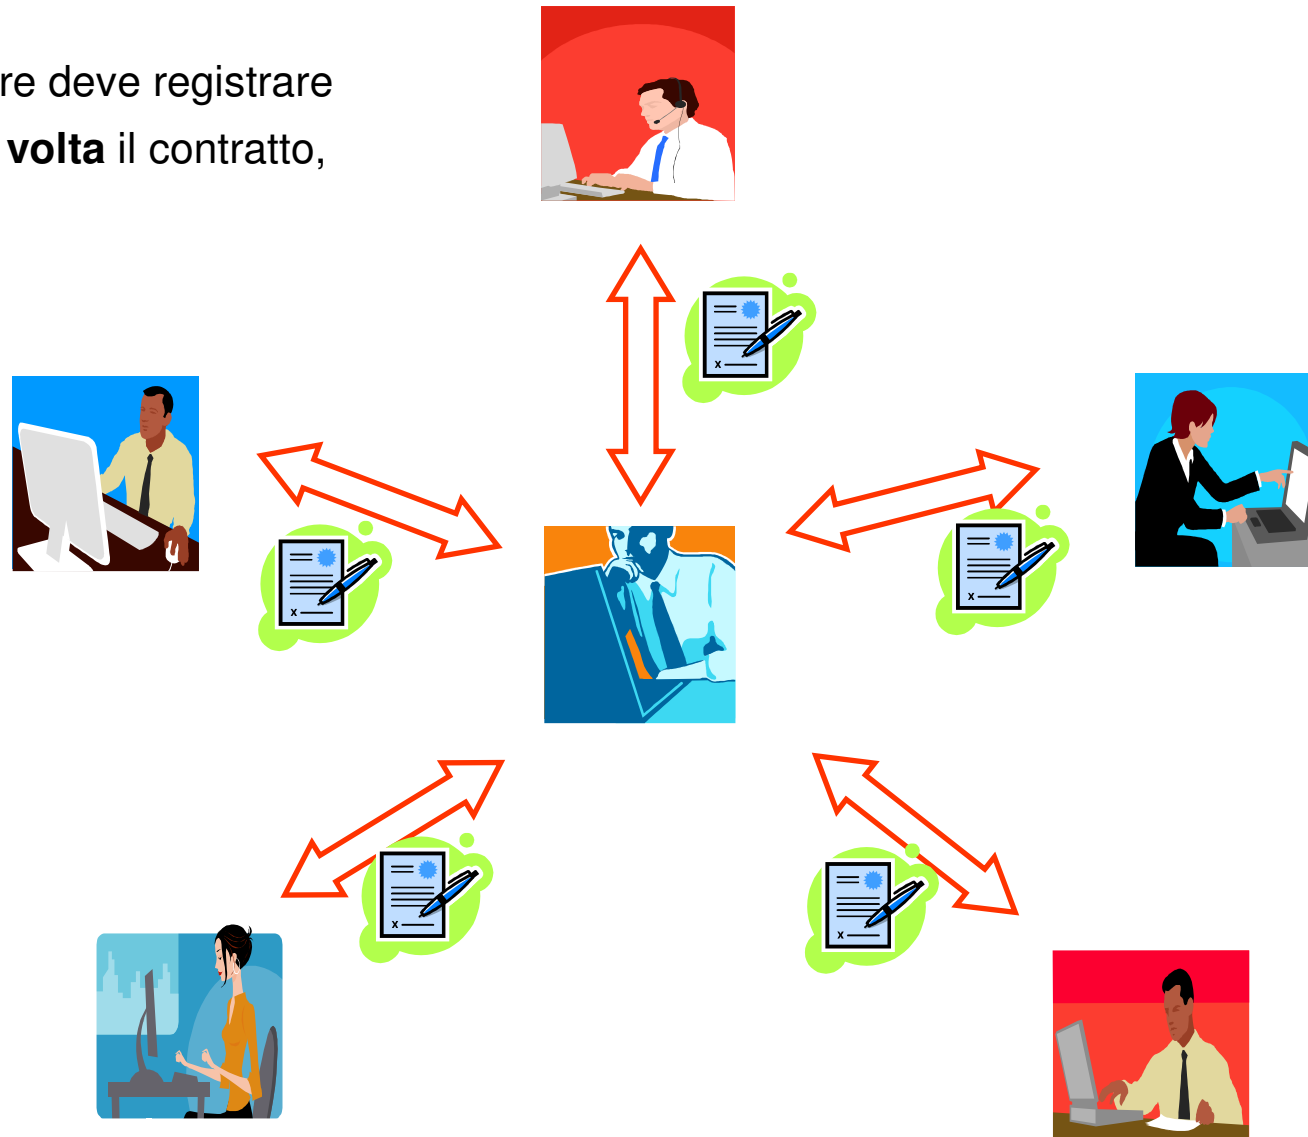 re deve registrare
volta il contratto,
x
x
x
x
x